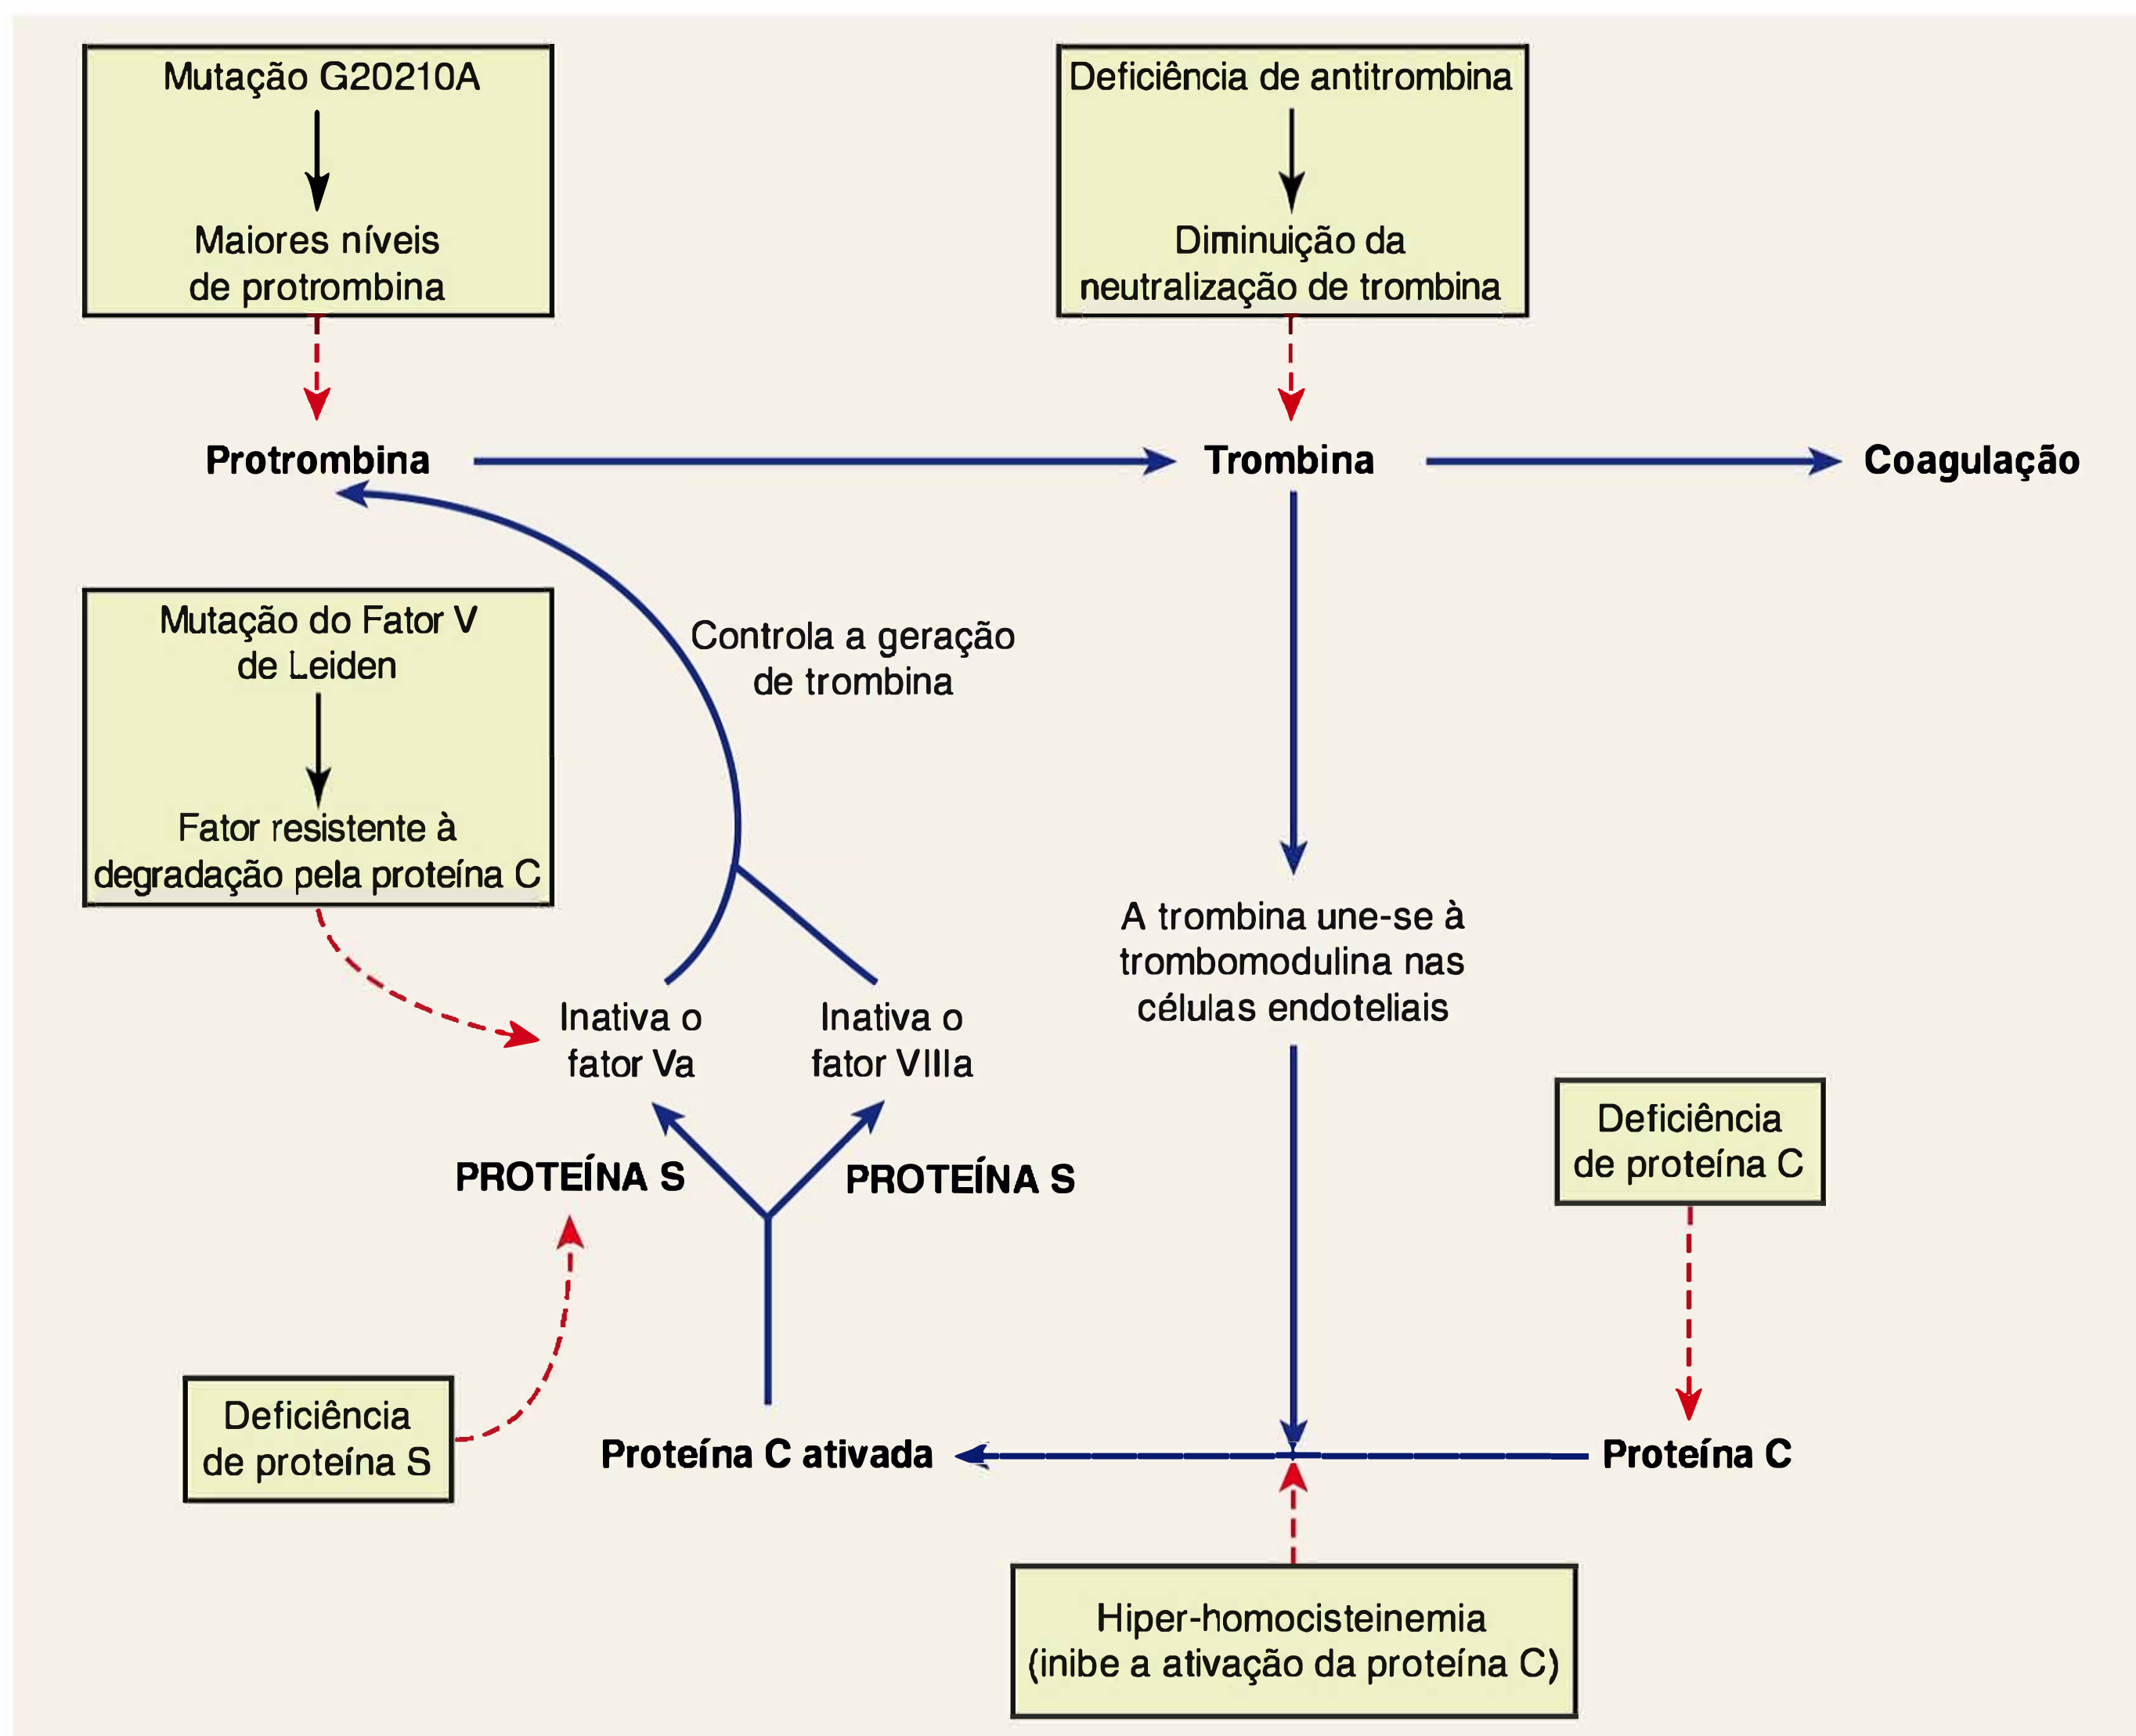 Mutação G20210A
Maiores níveis
de protrombina
Deficiência de antitrombina
Diminuição da
neutralização de trombina
Protrombina
Trombina
Coagulação
Mutação do Fator V
de Leiden
Fator resistente à
degradação pela proteína C
Controla a geração
de trombina
A trombina une-se à
trombomodulina nas
células endoteliais
Inativa o
fator Va
Inativa o
fator VIIIa
PROTEÍNA S
PROTEÍNA S
Deficiência
de proteína C
Deficiência
de proteína S
Proteína C ativada
Proteína C
Hiper-homocisteinemia
(inibe a ativação da proteína C)